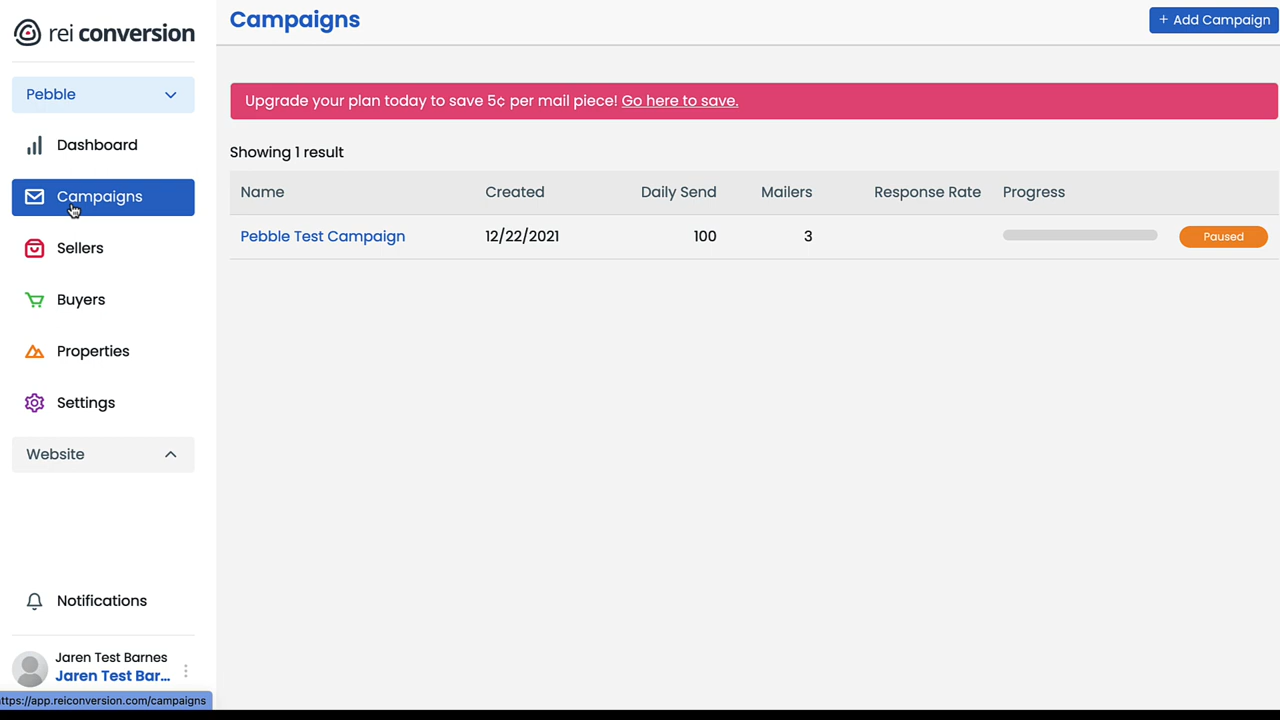 rei conversion
Pebble
Dashboard
Campaigns
Sellers
Buyers
Properties
Settings
Website
Notifications
Jaren Test Barnes
Jaren Test Bar...
ttps://app.reiconversion.com/campaigns
Campaigns
+ Add Campaign
Upgrade your plan today to save 5¢ per mail piece! Go here to save.
Showing 1 result
Name Created Daily Send Mailers Response Rate Progress
Pebble Test Campaign 12/22/2021 100 3 Paused